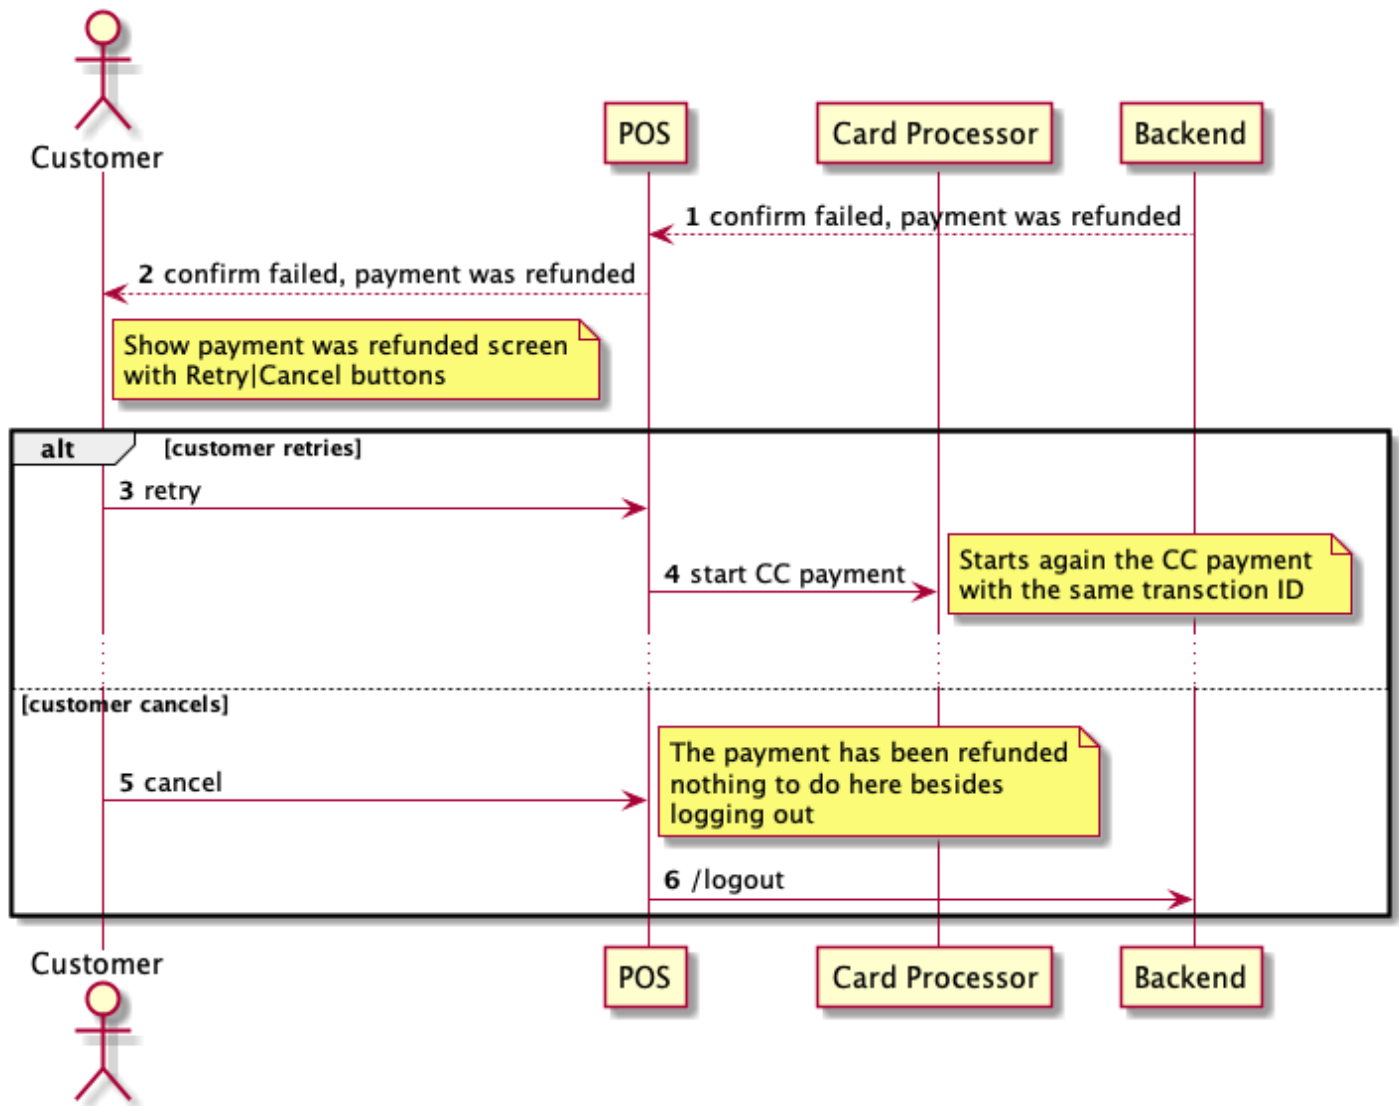 Customer
POS
Card Processor
Backend
1 confirm failed, payment was refunded
2 confirm failed, payment was refunded
Show payment was refunded screen
with Retry|Cancel buttons
alt
[customer retries]
3 retry
4 start CC payment
Starts again the CC payment
with the same transction ID
[customer cancels]
The payment has been refunded
nothing to do here besides
logging out
5 cancel
6 /logout
Customer
POS
Card Processor
Backend